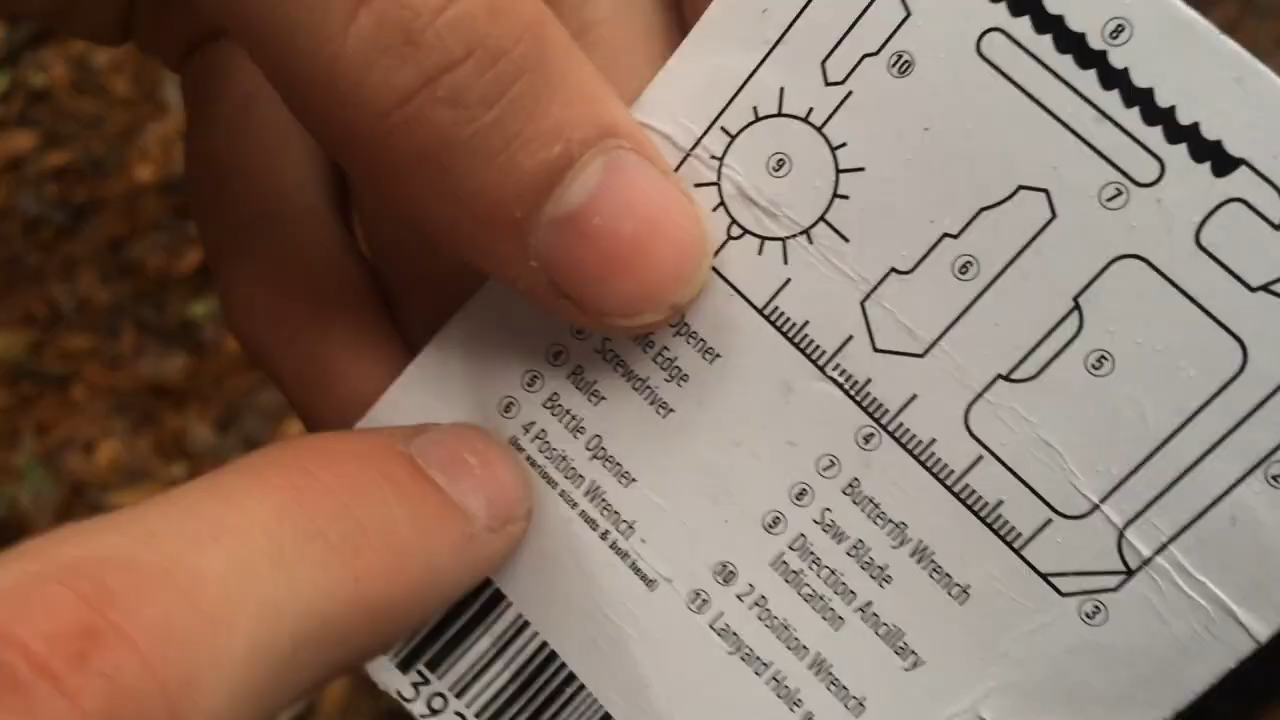 ⑧
⑩
⑨
⑦
⑥
⑤
④
③
Opener
Edge
Screwdriver
④ Ruler
⑤ Bottle Opener
⑥ 4 Position Wrench -
various size nuts & bolt head)
⑦ Butterfly Wrench
⑧ Saw Blade
⑨ Direction Ancillary
Indication
⑩ 2 Position Wrench
⑪ Lanyard Hole
39